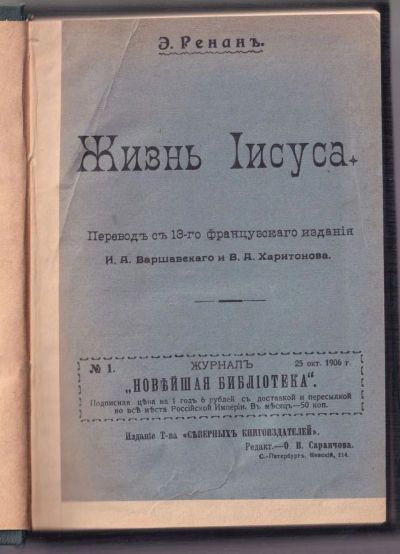 Э. Ренанъ.
Жизнь Іисуса.
Переводъ съ 13-го французскаго изданія
И. А. Варшавскаго и В. А. Харитонова.
№ 1. ЖУРНАЛЪ 25 окт. 1906 г.
„НОВѢЙШАЯ БИБЛІОТЕКА“.
Подписная цѣна на 1 годъ 6 рублей съ доставкой и пересылкой
во всѣ мѣста Россійской Имперіи. Въ мѣсяцъ—50 коп.
Изданіе Т-ва «СѢВЕРНЫХЪ КНИГОИЗДАТЕЛЕЙ».
Редакт.—О В. Саранчова.
С.-Петербургъ. Невскій, 114.